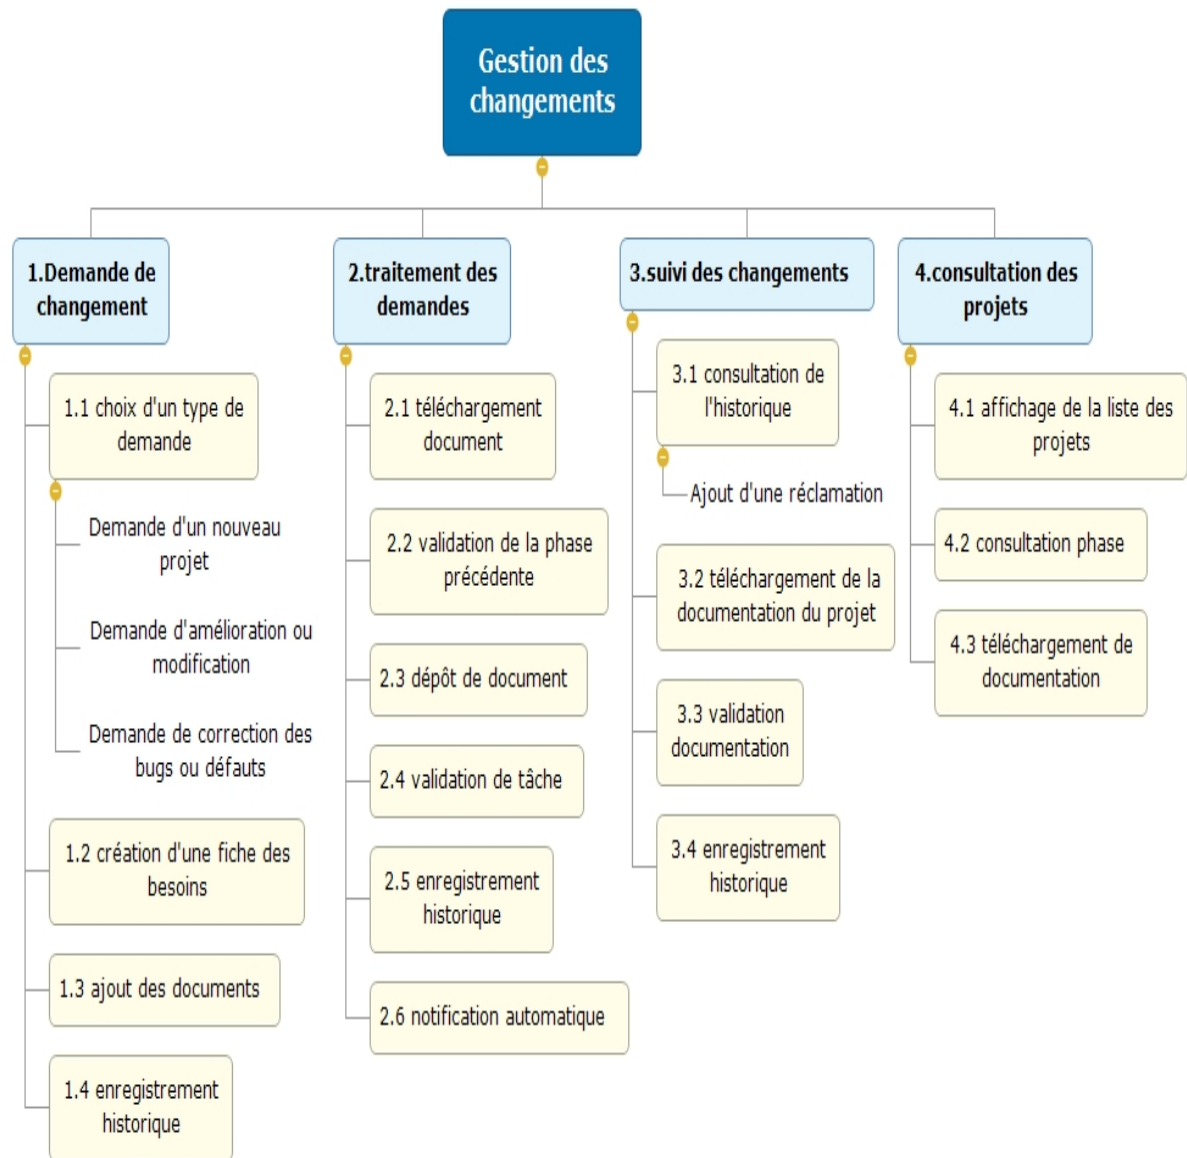 Gestion des
changements
1.Demande de
changement
1.1 choix d'un type de
demande
Demande d'un nouveau
projet
Demande d'amélioration ou
modification
Demande de correction des
bugs ou défauts
1.2 création d'une fiche des
besoins
1.3 ajout des documents
1.4 enregistrement
historique
2.traitement des
demandes
2.1 téléchargement
document
2.2 validation de la phase
précédente
2.3 dépôt de document
2.4 validation de tâche
2.5 enregistrement
historique
2.6 notification automatique
3.suivi des changements
3.1 consultation de
l'historique
Ajout d'une réclamation
3.2 téléchargement de la
documentation du projet
3.3 validation
documentation
3.4 enregistrement
historique
4.consultation des
projets
4.1 affichage de la liste des
projets
4.2 consultation phase
4.3 téléchargement de
documentation